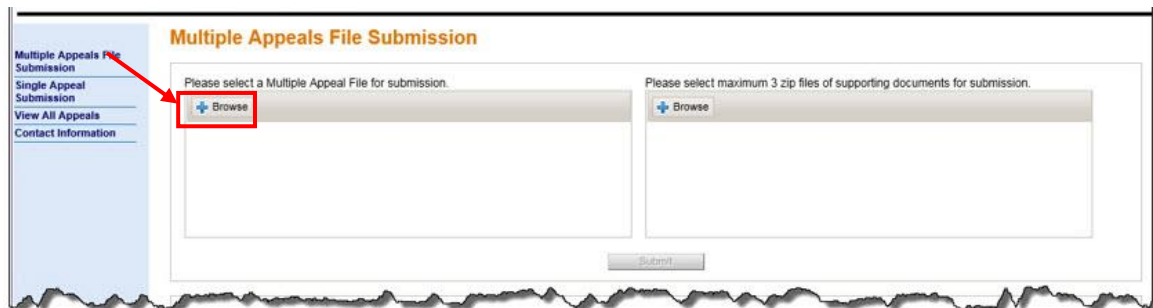 Multiple Appeals File Submission
Multiple Appeals File
Submission
Single Appeal
Submission
View All Appeals
Contact Information
Please select a Multiple Appeal File for submission.
Browse
Please select maximum 3 zip files of supporting documents for submission.
Browse
Submit